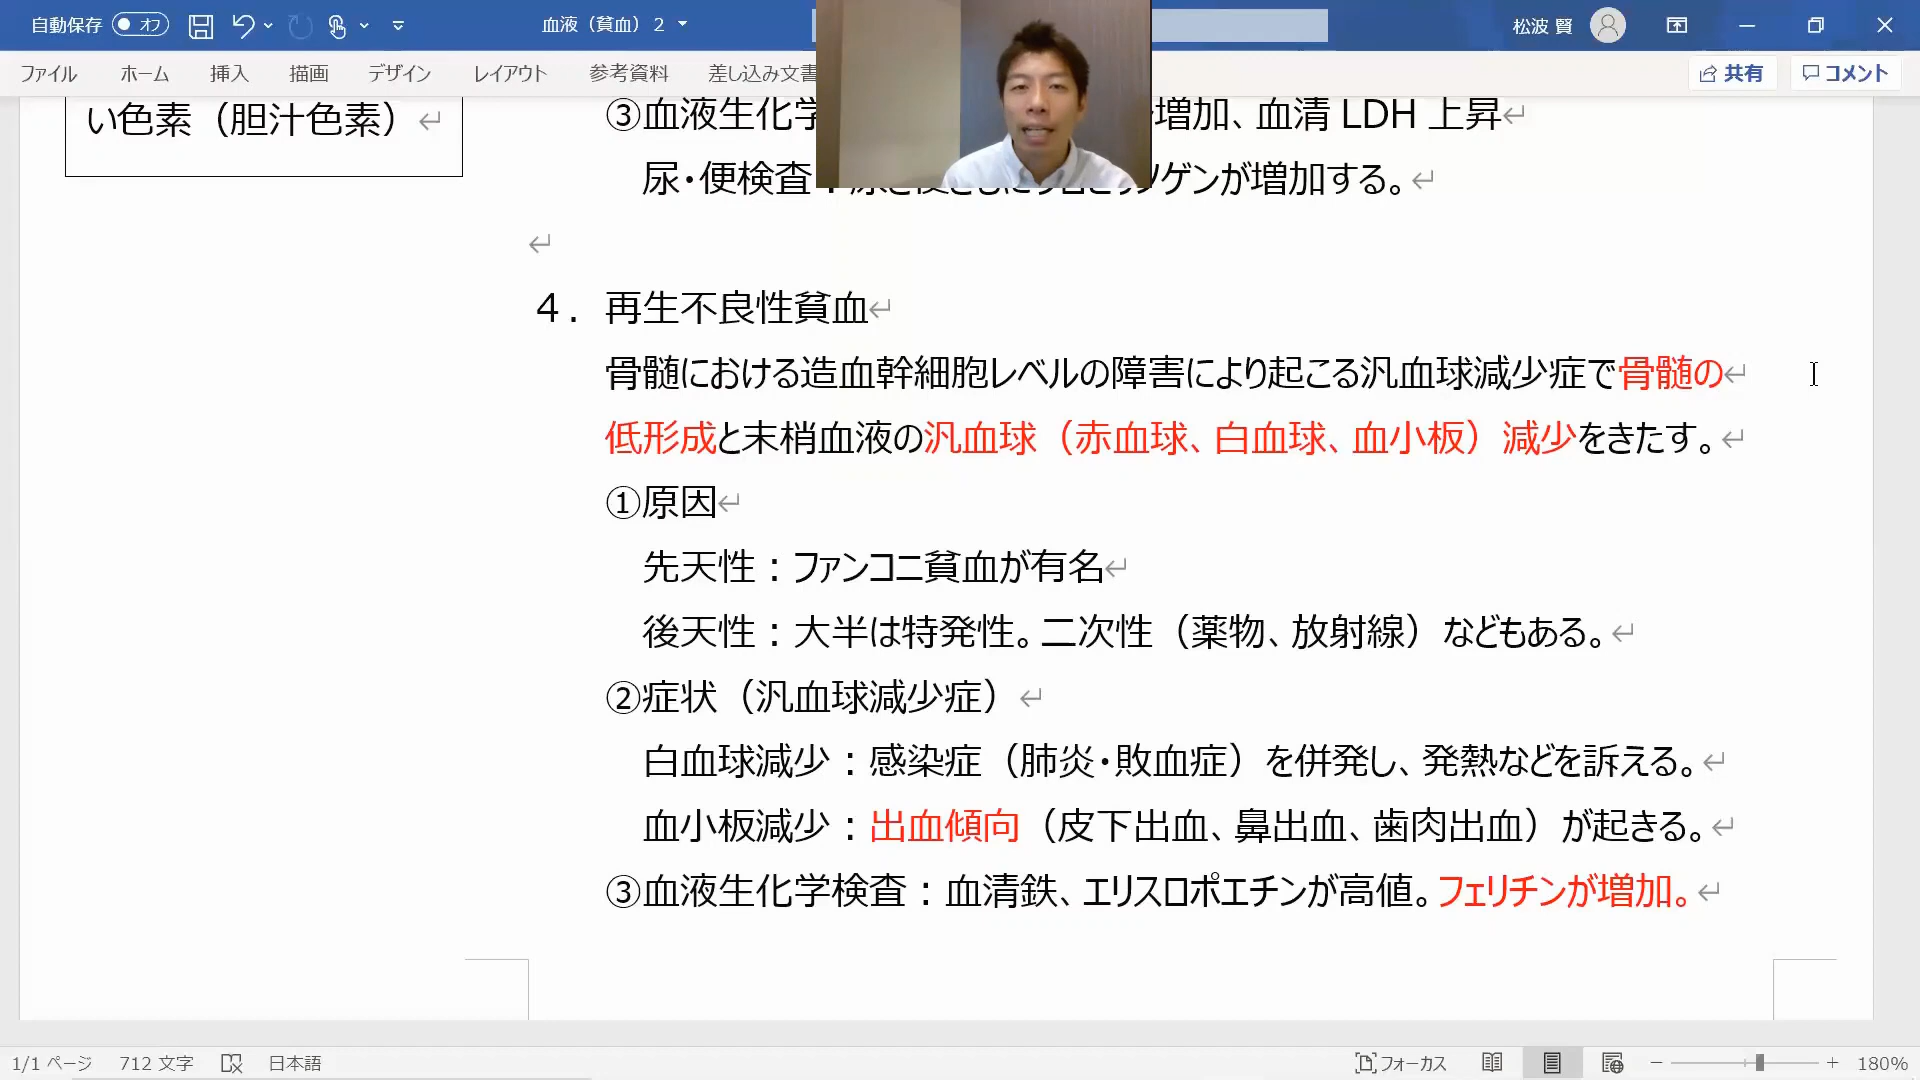 自動保存 オフ 血液（貧血）２ 松波 賢
ファイル ホーム 挿入 描画 デザイン レイアウト 参考資料 差し込み文書 共有 コメント
い色素（胆汁色素）
③血液生化学 増加、血清 LDH 上昇
尿・便検査：尿と便ともにウロビリノゲンが増加する。
４．再生不良性貧血
骨髄における造血幹細胞レベルの障害により起こる汎血球減少症で骨髄の
低形成と末梢血液の汎血球（赤血球、白血球、血小板）減少をきたす。
①原因
先天性：ファンコニ貧血が有名
後天性：大半は特発性。二次性（薬物、放射線）などもある。
②症状（汎血球減少症）
白血球減少：感染症（肺炎・敗血症）を併発し、発熱などを訴える。
血小板減少：出血傾向（皮下出血、鼻出血、歯肉出血）が起きる。
③血液生化学検査：血清鉄、エリスロポエチンが高値。フェリチンが増加。
1/1 ページ 712 文字 日本語 フォーカス 180%